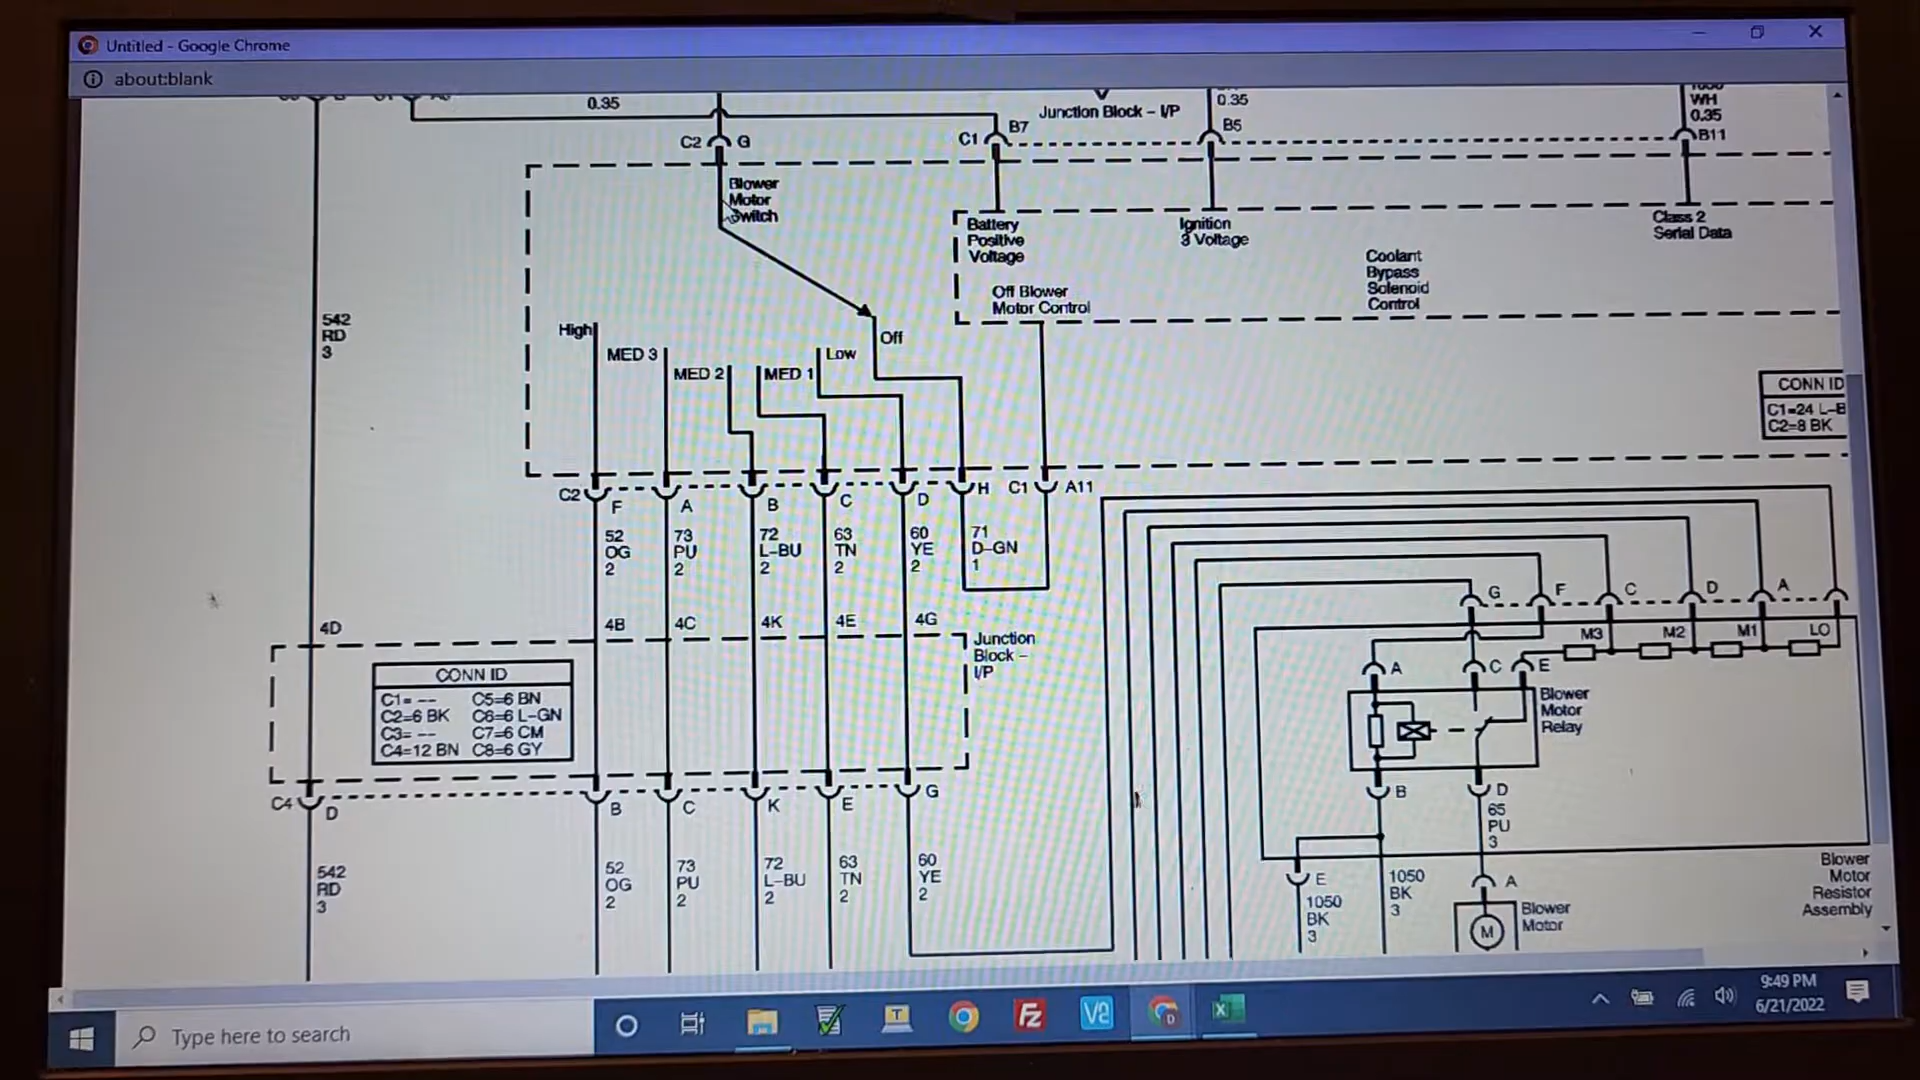 Untitled - Google Chrome
about:blank
0.35
Junction Block – I/P
0.35
WH
0.35
C2 G
C1 B7
B5
B11
Blower
Motor
Switch
Battery
Positive
Voltage
Ignition
3 Voltage
Class 2
Serial Data
Coolant
Bypass
Solenoid
Control
Off Blower
Motor Control
542
RD
3
High
MED 3
MED 2
MED 1
Low
Off
CONN ID
C1=24 L-B
C2=8 BK
C2 F A B C D H C1 A11
52
OG
2
73
PU
2
72
L-BU
2
63
TN
2
60
YE
2
71
D-GN
1
4D
4B 4C 4K 4E 4G
Junction
Block –
I/P
CONN ID
C1= -- C5=6 BN
C2=6 BK C6=6 L-GN
C3= -- C7=6 CM
C4=12 BN C8=6 GY
G F C D A
M3 M2 M1 LO
A C E
Blower
Motor
Relay
B D
65
PU
3
C4 D B C K E G
542
RD
3
52
OG
2
73
PU
2
72
L-BU
2
63
TN
2
60
YE
2
E
1050
BK
3
1050
BK
3
A
M
Blower
Motor
Blower
Motor
Resistor
Assembly
Type here to search
9:49 PM
6/21/2022